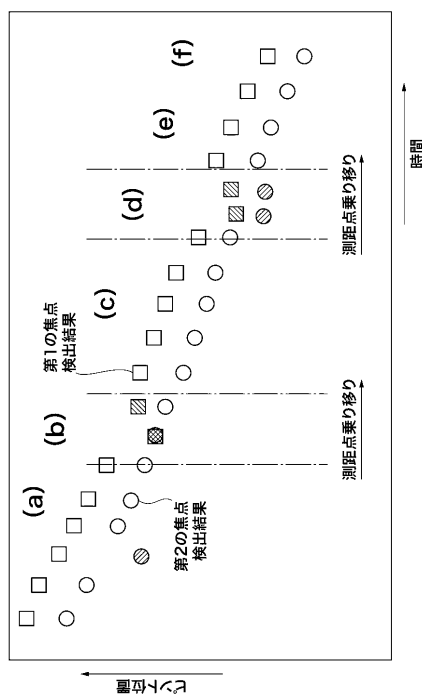 (a)
(b)
(c)
(d)
(e)
(f)
第1の焦点
検出結果
第2の焦点
検出結果
測距点乗り移り
測距点乗り移り
ピント位置
時間